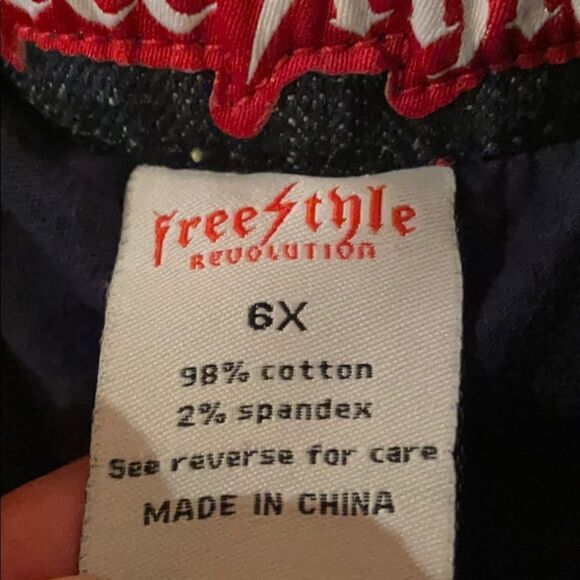 freestyle
REVOLUTION
6X
98% cotton
2% spandex
See reverse for care
MADE IN CHINA